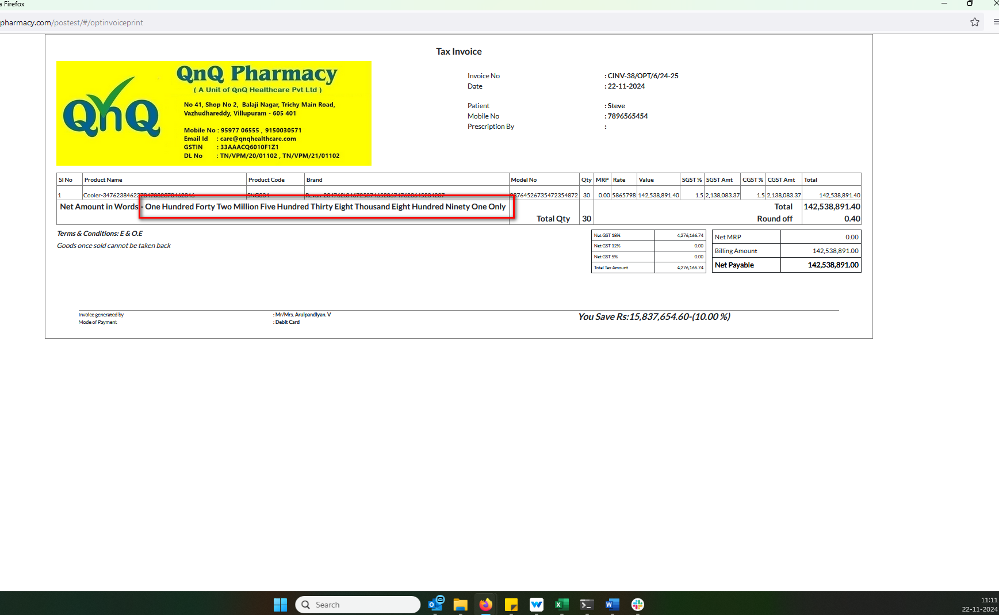 a Firefox
pharmacy.com/postest/#/optinvoiceprint
Tax Invoice
QnQ
QnQ Pharmacy
( A Unit of QnQ Healthcare Pvt Ltd )
No 41, Shop No 2, Balaji Nagar, Trichy Main Road,
Vazhudhareddy, Villupuram - 605 401
Mobile No : 95977 06555 , 9150030571
Email Id : care@qnqhealthcare.com
GSTIN : 33AAACQ6010F1Z1
DL No : TN/VPM/20/01102 , TN/VPM/21/01102
Invoice No : CINV-38/OPT/6/24-25
Date : 22-11-2024
Patient : Steve
Mobile No : 7896565454
Prescription By :
Sl No Product Name Product Code Brand Model No Qty MRP Rate Value SGST % SGST Amt CGST % CGST Amt Total
1 30 0.00 5865798 142,538,891.40 1.5 2,138,083.37 1.5 2,138,083.37 142,538,891.40
Net Amount in Words - One Hundred Forty Two Million Five Hundred Thirty Eight Thousand Eight Hundred Ninety One Only Total 142,538,891.40
Total Qty 30 Round off 0.40
Terms & Conditions: E & O.E
Goods once sold cannot be taken back
Net GST 18% 4,276,166.74
Net GST 12% 0.00
Net GST 5% 0.00
Total Tax Amount 4,276,166.74
Net MRP 0.00
Billing Amount 142,538,891.00
Net Payable 142,538,891.00
Invoice generated by : Mr/Mrs. Arulpandiyan. V
Mode of Payment : Debit Card
You Save Rs:15,837,654.60-(10.00 %)
Search
11:11
22-11-2024